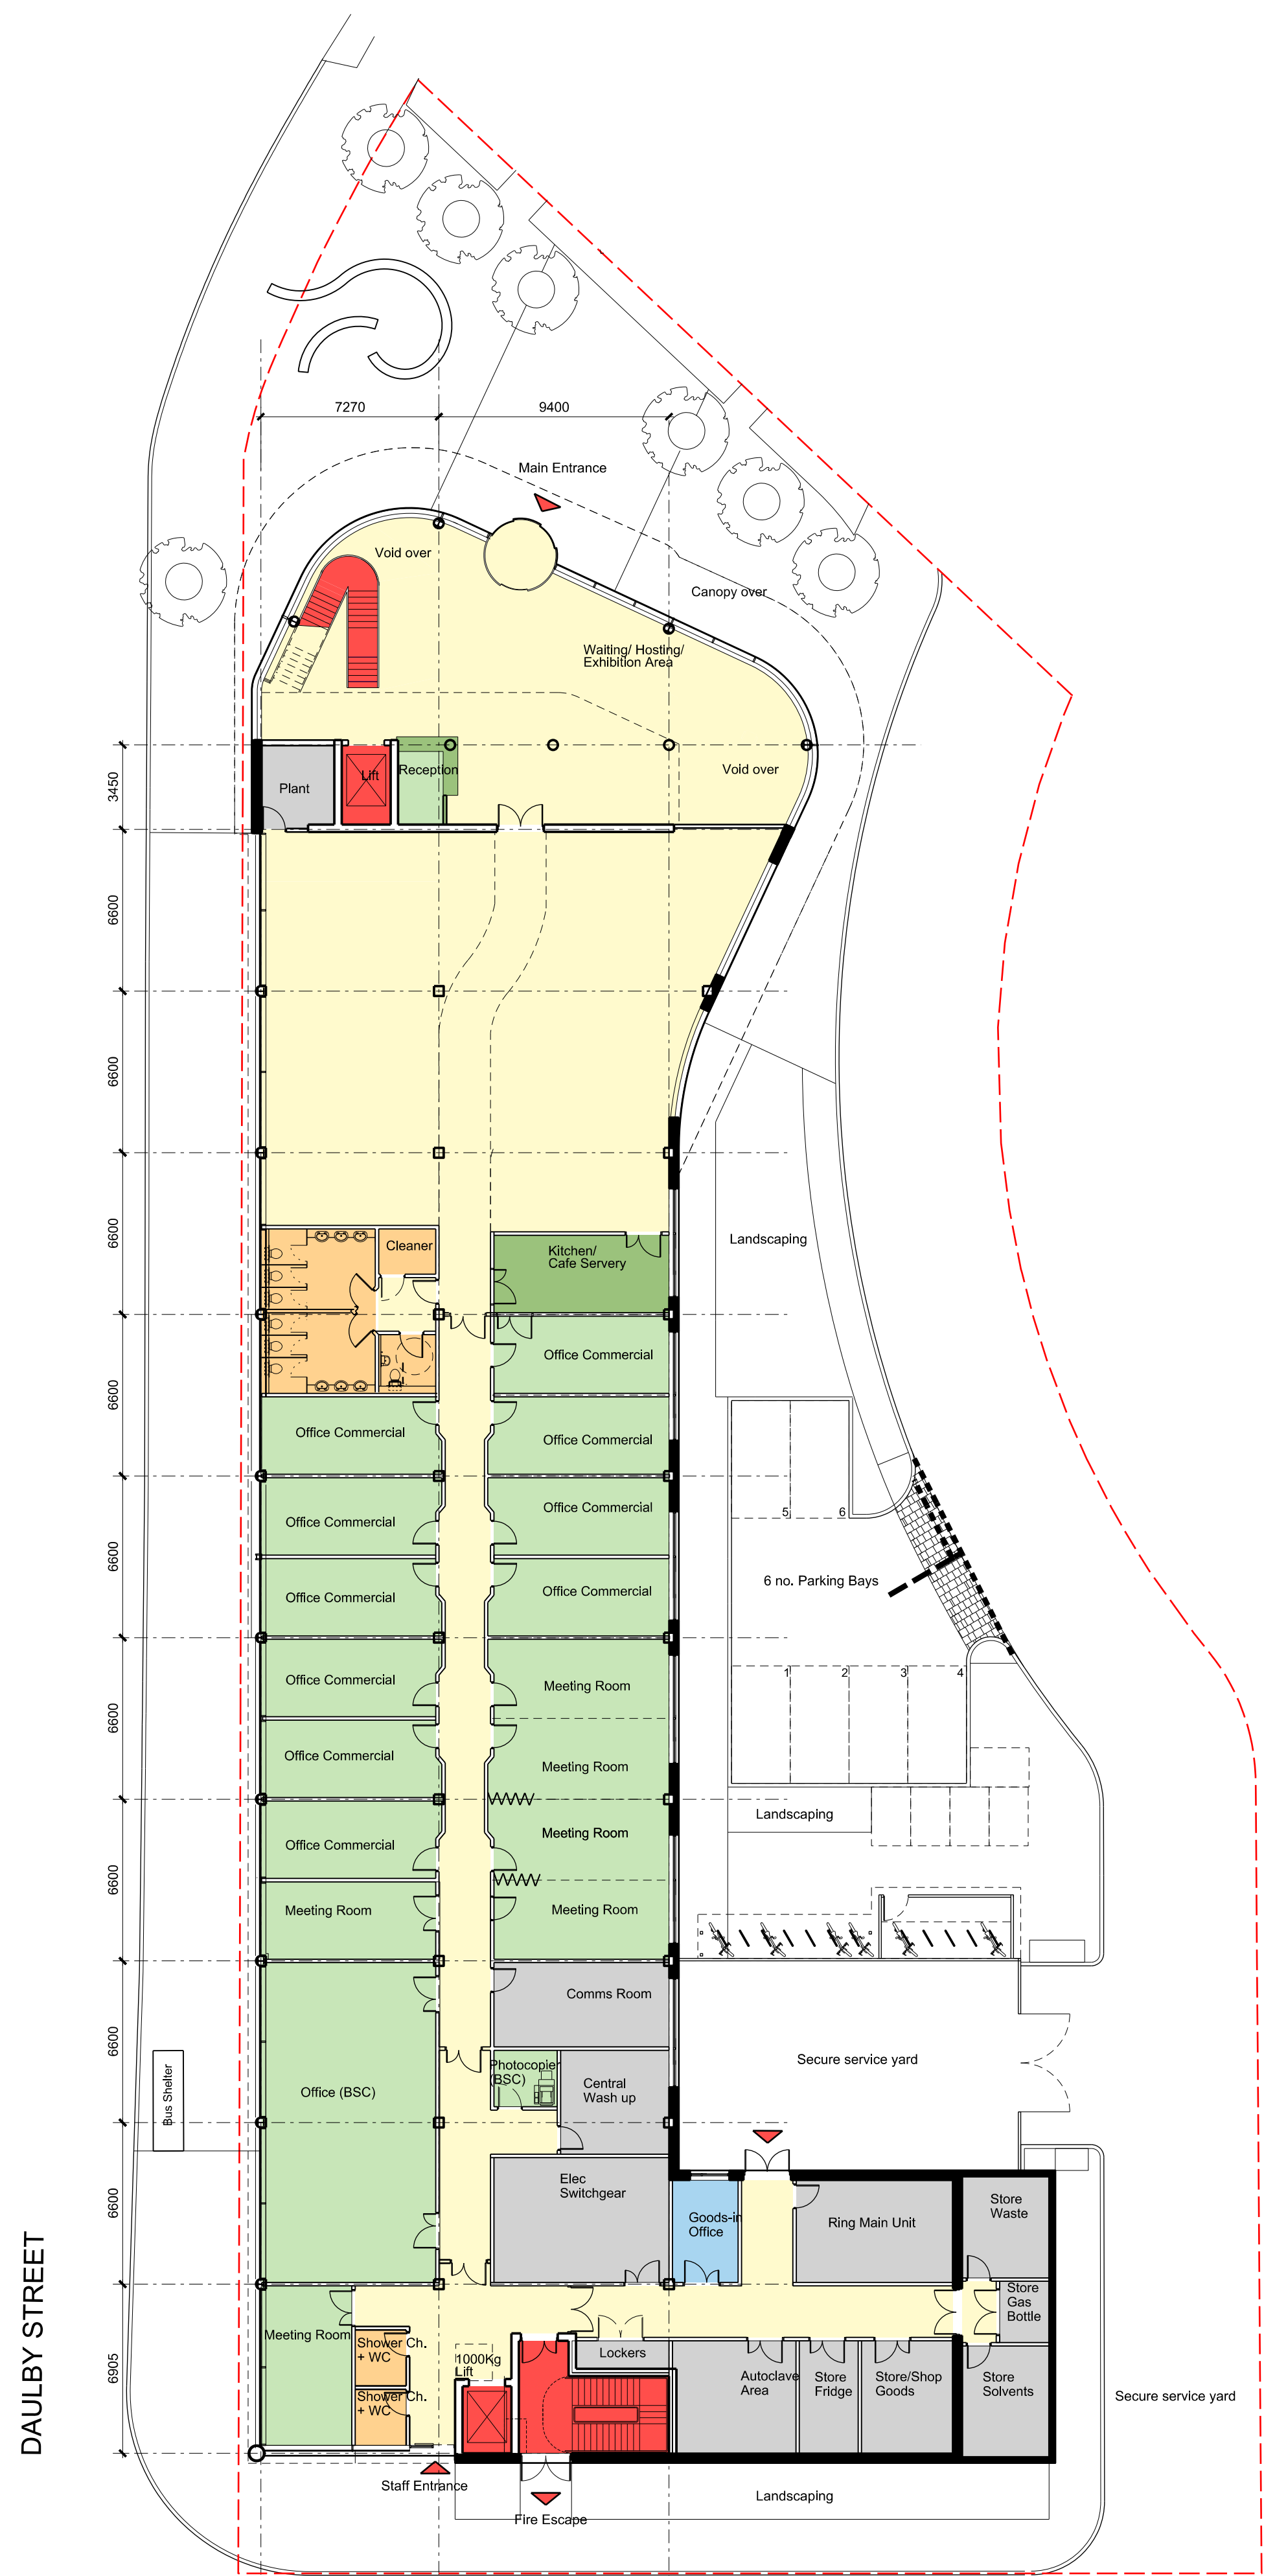 7270
9400
Main Entrance
Void over
Canopy over
Waiting/ Hosting/
Exhibition Area
3450
Plant
Lift
Reception
Void over
6600
6600
6600
Landscaping
Cleaner
Kitchen/
Cafe Servery
6600
Office Commercial
Office Commercial
Office Commercial
6600
Office Commercial
Office Commercial
5
6
6 no. Parking Bays
Office Commercial
Office Commercial
6600
Office Commercial
Meeting Room
1
2
3
4
Office Commercial
Meeting Room
6600
Office Commercial
Meeting Room
Landscaping
Meeting Room
Meeting Room
6600
Comms Room
Secure service yard
Bus Shelter
Office (BSC)
Photocopier
(BSC)
Central
Wash up
6600
Elec
Switchgear
Goods-in
Office
Ring Main Unit
Store
Waste
DAULBY STREET
6905
Meeting Room
Shower Ch.
+ WC
Shower Ch.
+ WC
1000Kg
Lift
Lockers
Autoclave
Area
Store
Fridge
Store/Shop
Goods
Store
Gas
Bottle
Store
Solvents
Secure service yard
Staff Entrance
Fire Escape
Landscaping